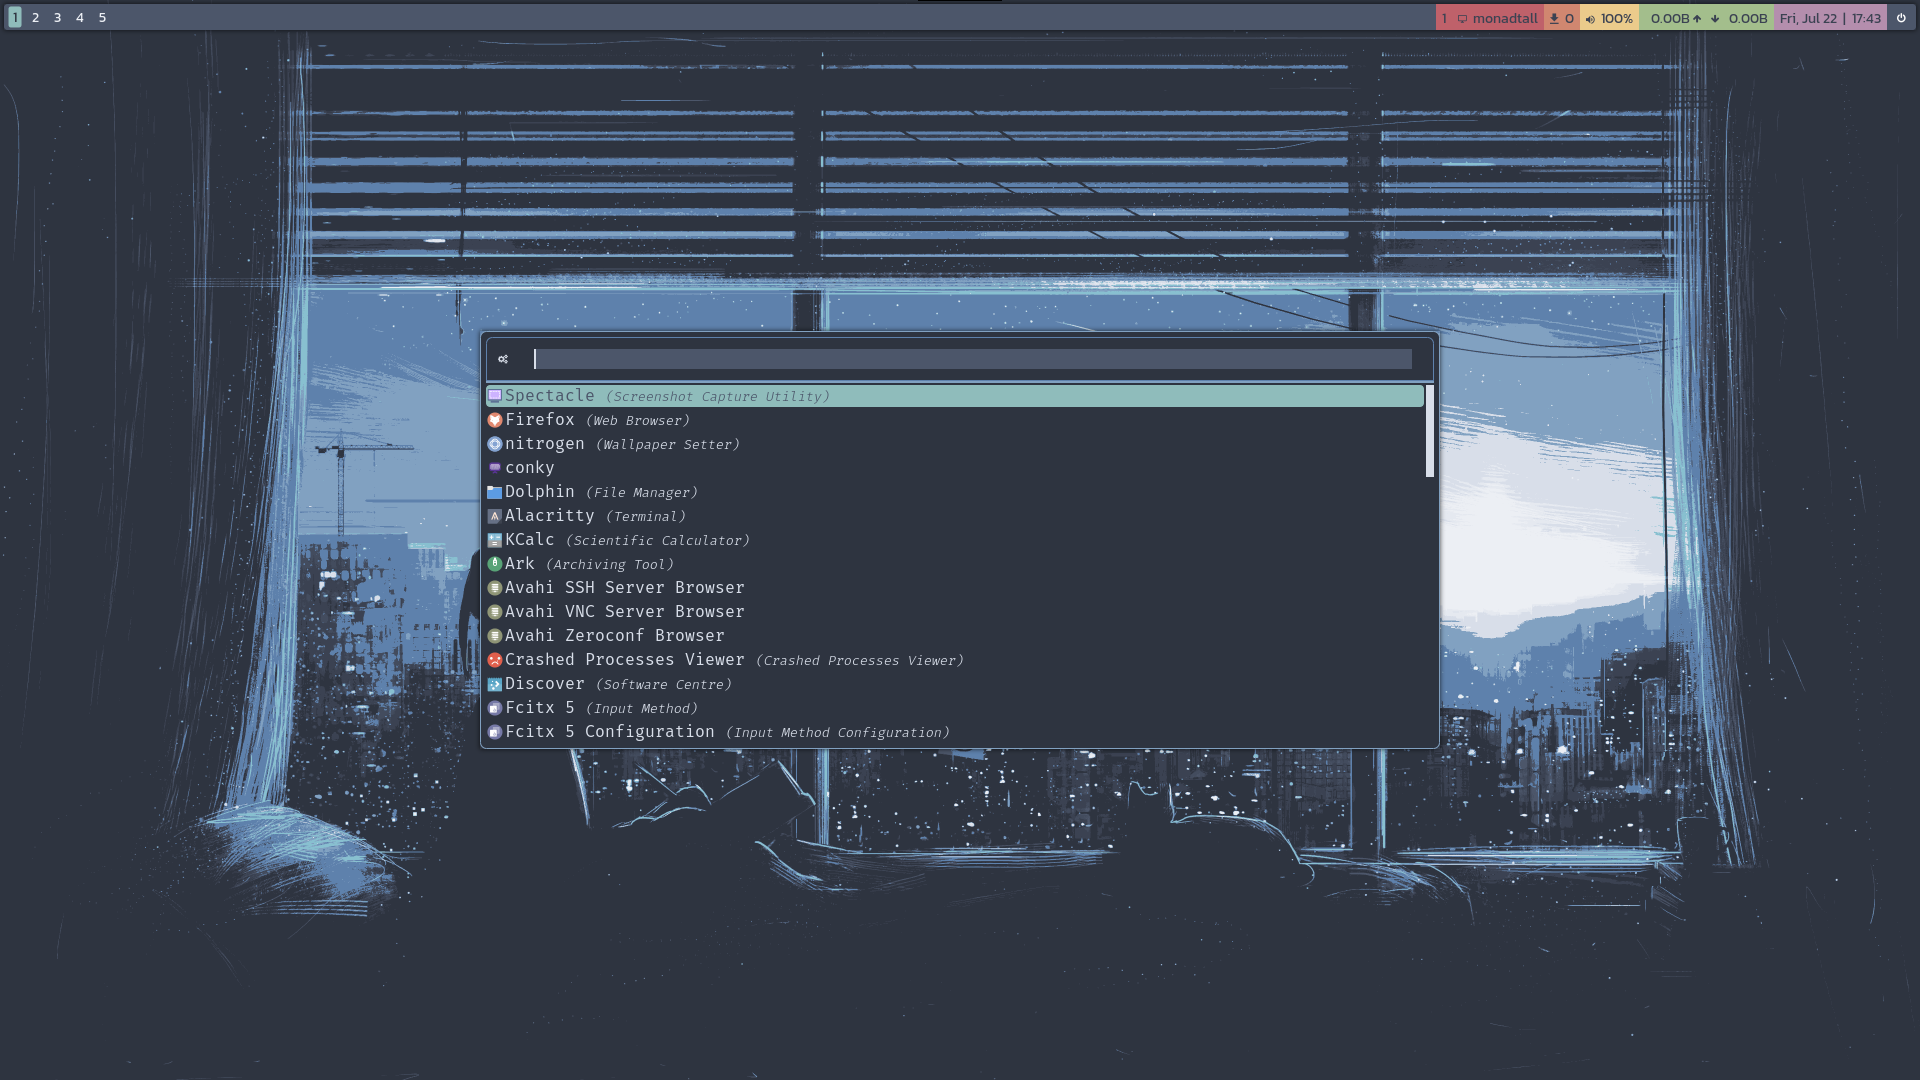 1 2 3 4 5
1 monadtall 0 100% 0.00B 0.00B Fri, Jul 22 | 17:43
Spectacle (Screenshot Capture Utility)
Firefox (Web Browser)
nitrogen (Wallpaper Setter)
conky
Dolphin (File Manager)
Alacritty (Terminal)
KCalc (Scientific Calculator)
Ark (Archiving Tool)
Avahi SSH Server Browser
Avahi VNC Server Browser
Avahi Zeroconf Browser
Crashed Processes Viewer (Crashed Processes Viewer)
Discover (Software Centre)
Fcitx 5 (Input Method)
Fcitx 5 Configuration (Input Method Configuration)